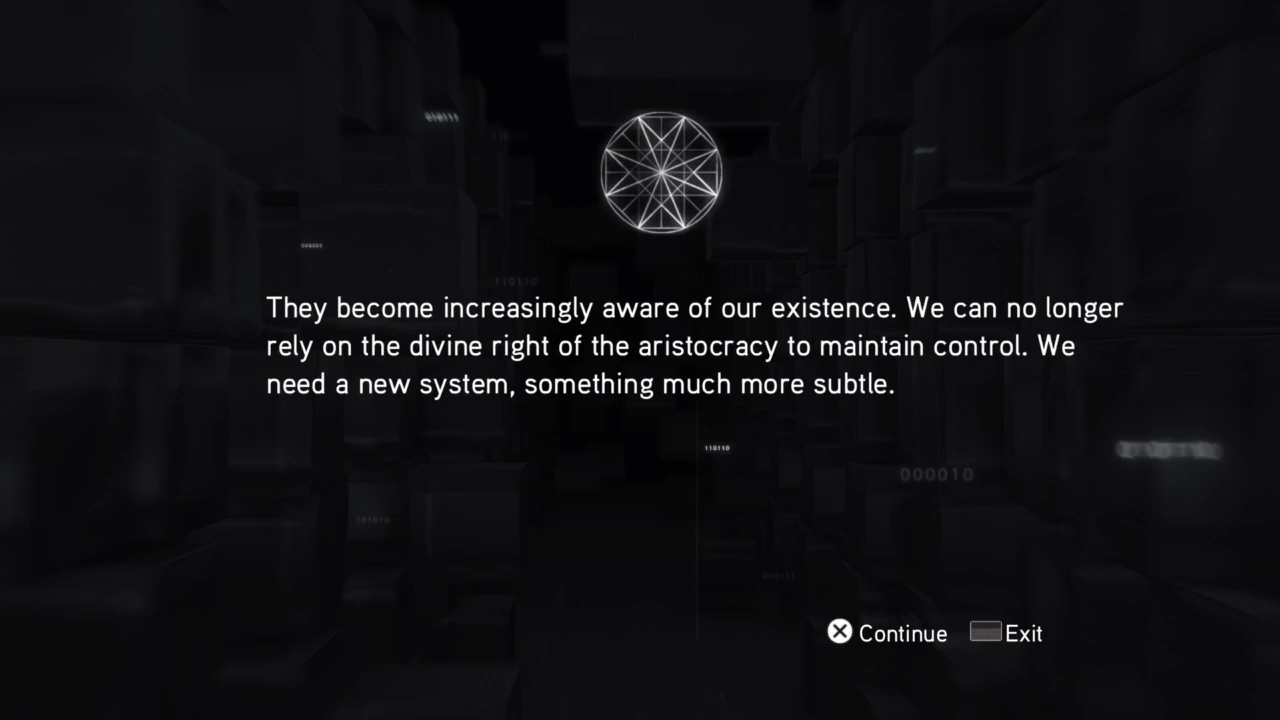 110110
They become increasingly aware of our existence. We can no longer
rely on the divine right of the aristocracy to maintain control. We
need a new system, something much more subtle.
110110
000010
Continue Exit